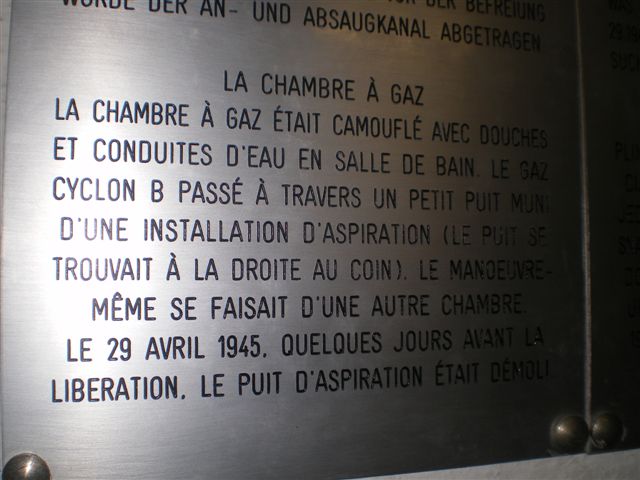 WURDE DER AN- UND ABSAUGKANAL ABGETRAGEN
DER BEFREIUNG
LA CHAMBRE À GAZ
LA CHAMBRE À GAZ ÉTAIT CAMOUFLÉ AVEC DOUCHES
ET CONDUITES D'EAU EN SALLE DE BAIN. LE GAZ
CYCLON B PASSÉ À TRAVERS UN PETIT PUIT MUNI
D'UNE INSTALLATION D'ASPIRATION (LE PUIT SE
TROUVAIT À LA DROITE AU COIN). LE MANOEUVRE-
MÊME SE FAISAIT D'UNE AUTRE CHAMBRE.
LE 29 AVRIL 1945, QUELQUES JOURS AVANT LA
LIBERATION, LE PUIT D'ASPIRATION ÉTAIT DÉMOLI